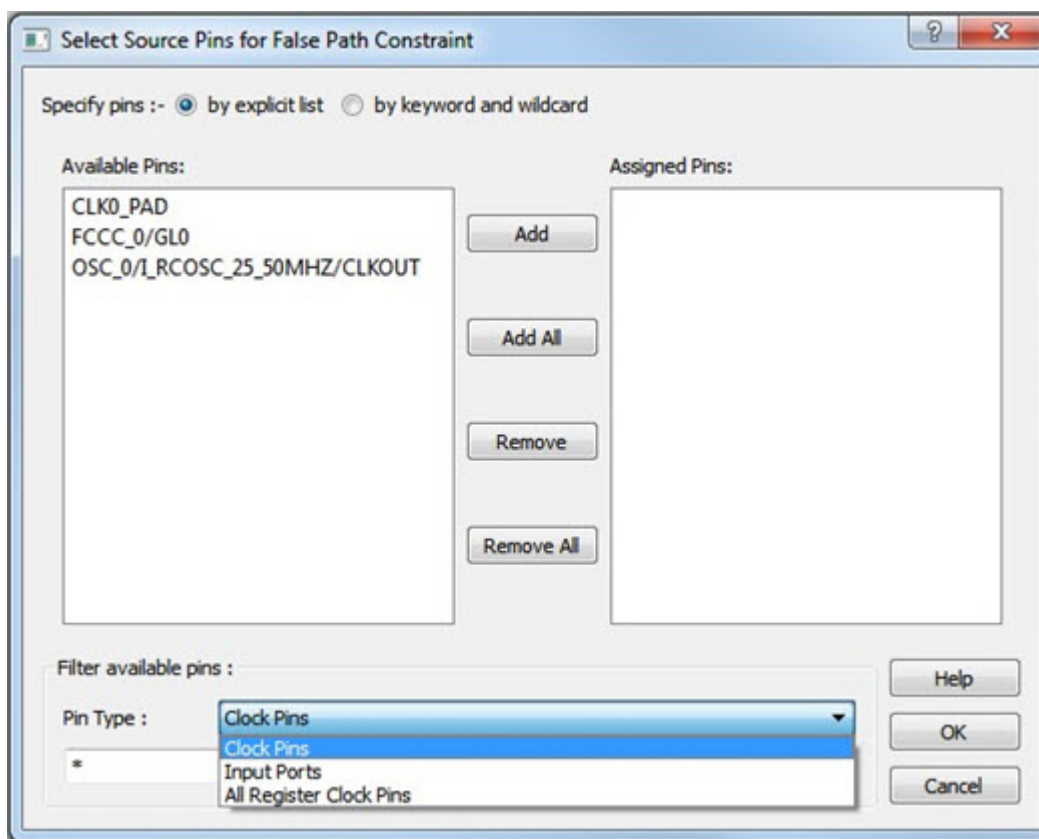 Select Source Pins for False Path Constraint
Specify pins :- by explicit list by keyword and wildcard
Available Pins:
Assigned Pins:
CLK0_PAD
FCCC_0/GL0
OSC_0/I_RCOSC_25_50MHZ/CLKOUT
Add
Add All
Remove
Remove All
Filter available pins :
Pin Type :
Clock Pins
Clock Pins
Input Ports
All Register Clock Pins
*
Help
OK
Cancel